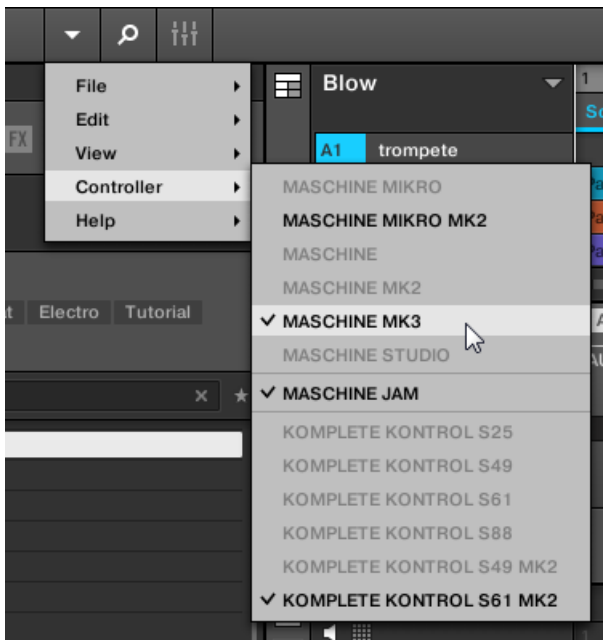 File
Edit
View
Controller
Help
FX
Electro
Tutorial
Blow
1
A1 trompete
MASCHINE MIKRO
MASCHINE MIKRO MK2
MASCHINE
MASCHINE MK2
MASCHINE MK3
MASCHINE STUDIO
MASCHINE JAM
KOMPLETE KONTROL S25
KOMPLETE KONTROL S49
KOMPLETE KONTROL S61
KOMPLETE KONTROL S88
KOMPLETE KONTROL S49 MK2
KOMPLETE KONTROL S61 MK2